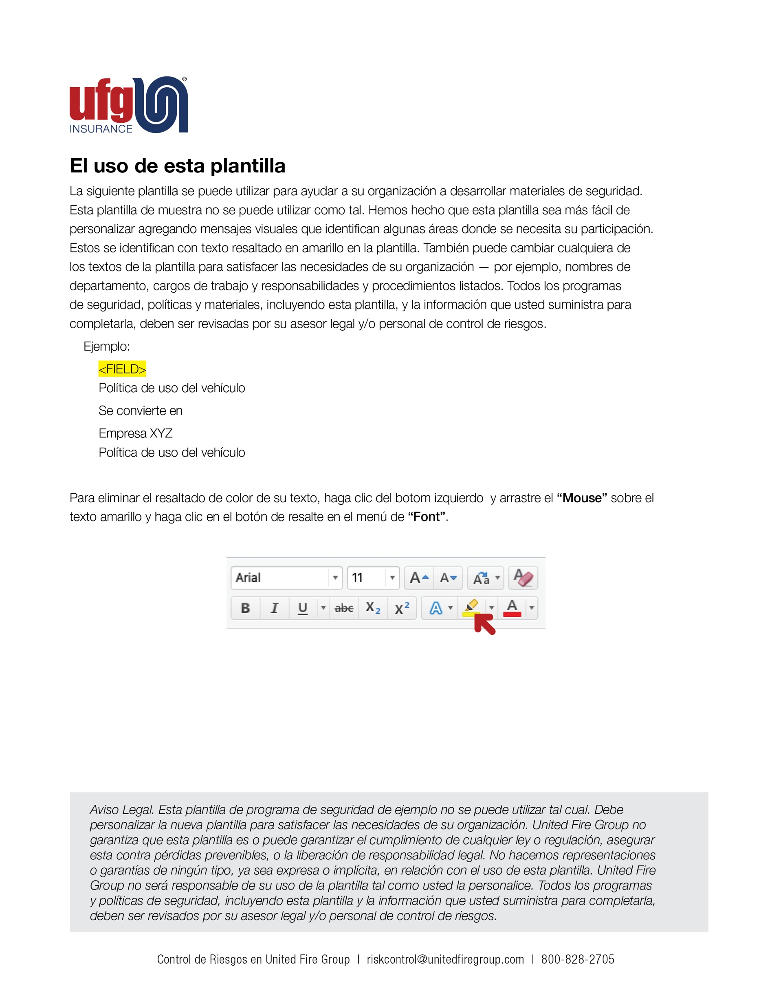 ufg
®
INSURANCE
El uso de esta plantilla
La siguiente plantilla se puede utilizar para ayudar a su organización a desarrollar materiales de seguridad.
Esta plantilla de muestra no se puede utilizar como tal. Hemos hecho que esta plantilla sea más fácil de
personalizar agregando mensajes visuales que identifican algunas áreas donde se necesita su participación.
Estos se identifican con texto resaltado en amarillo en la plantilla. También puede cambiar cualquiera de
los textos de la plantilla para satisfacer las necesidades de su organización — por ejemplo, nombres de
departamento, cargos de trabajo y responsabilidades y procedimientos listados. Todos los programas
de seguridad, políticas y materiales, incluyendo esta plantilla, y la información que usted suministra para
completarla, deben ser revisadas por su asesor legal y/o personal de control de riesgos.
Ejemplo:
<FIELD>
Política de uso del vehículo
Se convierte en
Empresa XYZ
Política de uso del vehículo
Para eliminar el resaltado de color de su texto, haga clic del botom izquierdo  y arrastre el “Mouse” sobre el
texto amarillo y haga clic en el botón de resalte en el menú de “Font”.
Arial 11 A A Aa A
B I U abc X2 X2 A A
Aviso Legal. Esta plantilla de programa de seguridad de ejemplo no se puede utilizar tal cual. Debe
personalizar la nueva plantilla para satisfacer las necesidades de su organización. United Fire Group no
garantiza que esta plantilla es o puede garantizar el cumplimiento de cualquier ley o regulación, asegurar
esta contra pérdidas prevenibles, o la liberación de responsabilidad legal. No hacemos representaciones
o garantías de ningún tipo, ya sea expresa o implícita, en relación con el uso de esta plantilla. United Fire
Group no será responsable de su uso de la plantilla tal como usted la personalice. Todos los programas
y políticas de seguridad, incluyendo esta plantilla y la información que usted suministra para completarla,
deben ser revisados por su asesor legal y/o personal de control de riesgos.
Control de Riesgos en United Fire Group | riskcontrol@unitedfiregroup.com | 800-828-2705